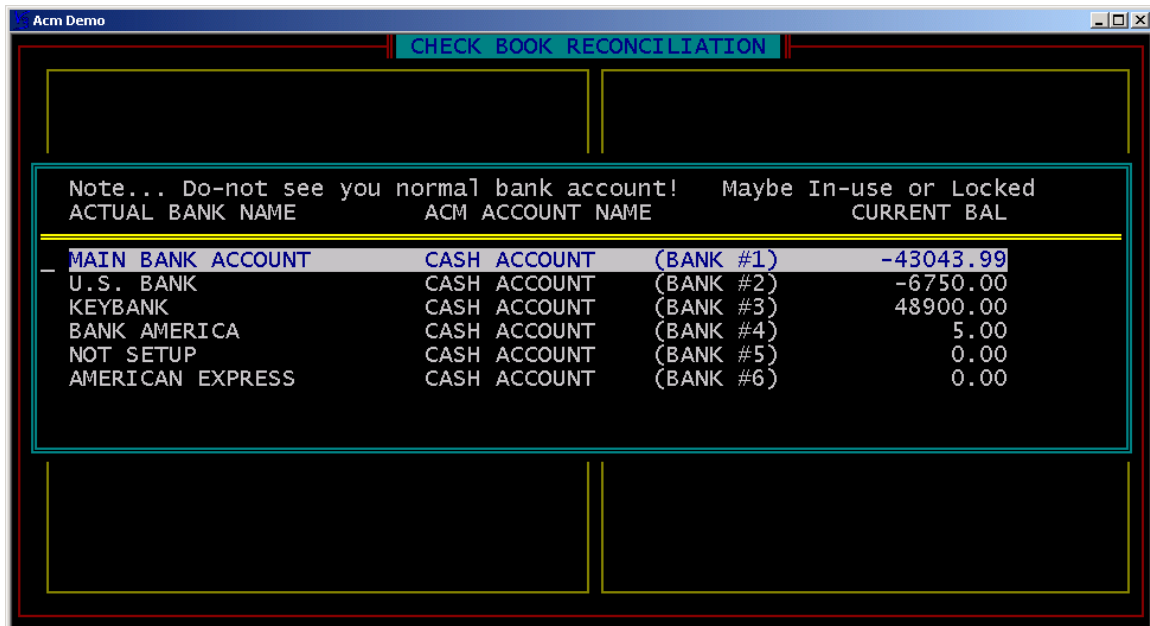 Acm Demo
CHECK BOOK RECONCILIATION
Note... Do-not see you normal bank account! Maybe In-use or Locked
ACTUAL BANK NAME ACM ACCOUNT NAME CURRENT BAL
MAIN BANK ACCOUNT CASH ACCOUNT (BANK #1) -43043.99
U.S. BANK CASH ACCOUNT (BANK #2) -6750.00
KEYBANK CASH ACCOUNT (BANK #3) 48900.00
BANK AMERICA CASH ACCOUNT (BANK #4) 5.00
NOT SETUP CASH ACCOUNT (BANK #5) 0.00
AMERICAN EXPRESS CASH ACCOUNT (BANK #6) 0.00